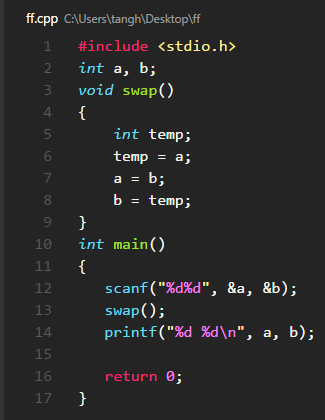 ff.cpp C:\Users\tangh\Desktop\ff
1 #include <stdio.h>
2 int a, b;
3 void swap()
4 {
5 int temp;
6 temp = a;
7 a = b;
8 b = temp;
9 }
10 int main()
11 {
12 scanf("%d%d", &a, &b);
13 swap();
14 printf("%d %d\n", a, b);
15
16 return 0;
17 }